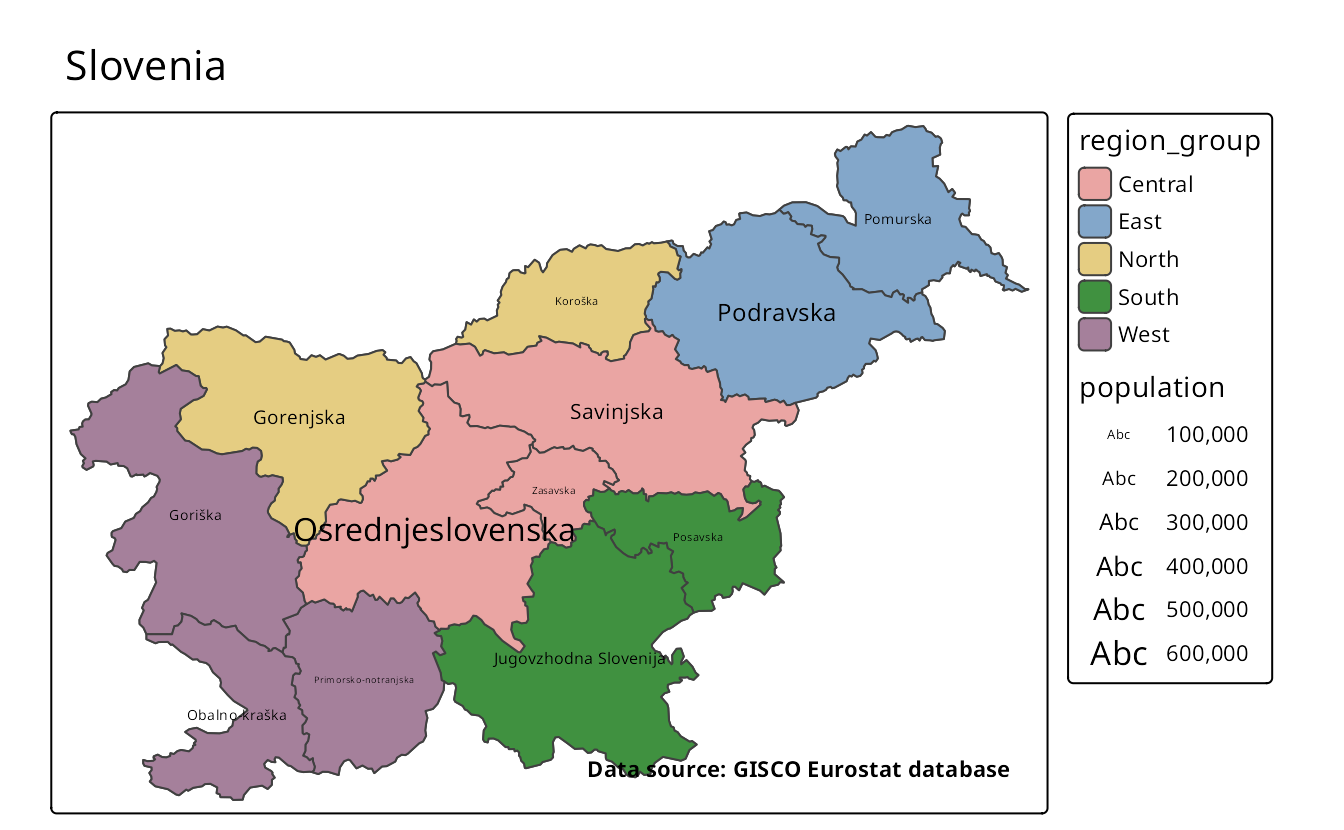 Slovenia
Pomurska
Koroška
Podravska
Savinjska
Gorenjska
Zasavska
Goriška
Osrednjeslovenska
Posavska
Jugovzhodna Slovenija
Primorsko-notranjska
Obalno-kraška
Data source: GISCO Eurostat database
region_group
Central
East
North
South
West
population
Abc 100,000
Abc 200,000
Abc 300,000
Abc 400,000
Abc 500,000
Abc 600,000